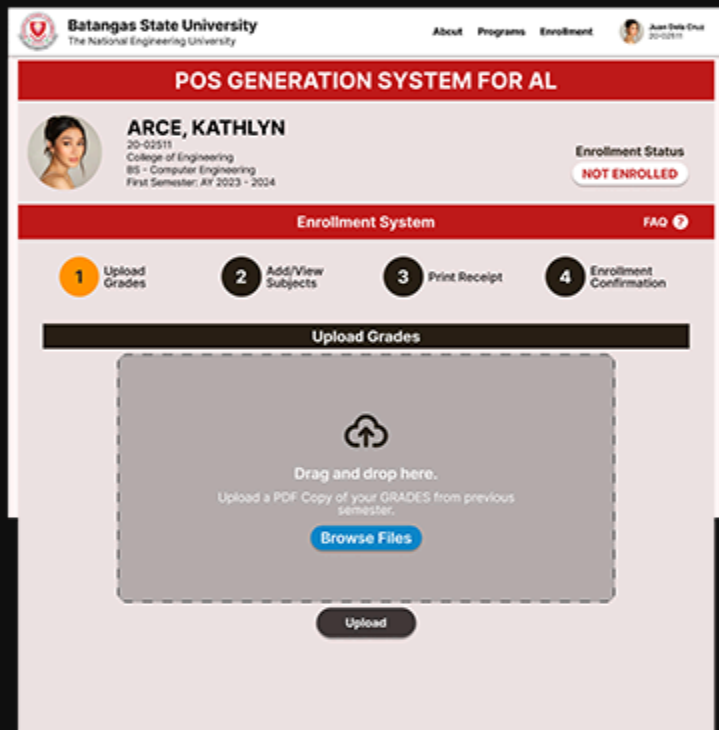 Batangas State University
The National Engineering University
About Programs Enrollment
Juan Dela Cruz
20-02511
POS GENERATION SYSTEM FOR AL
ARCE, KATHLYN
20-02511
College of Engineering
BS - Computer Engineering
First Semester: AY 2023 - 2024
Enrollment Status
NOT ENROLLED
Enrollment System
FAQ ?
1 Upload
Grades
2 Add/View
Subjects
3 Print Receipt
4 Enrollment
Confirmation
Upload Grades
Drag and drop here.
Upload a PDF Copy of your GRADES from previous
semester.
Browse Files
Upload